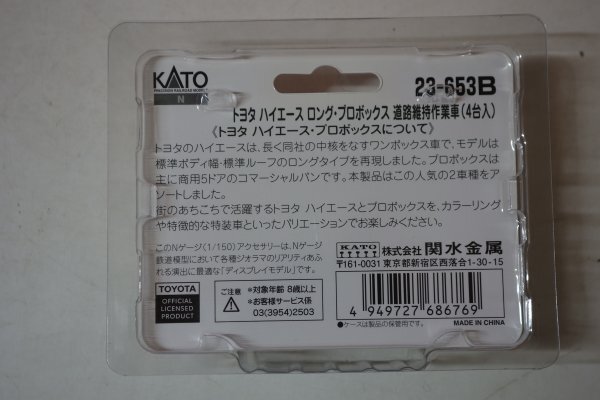 KATO
PRECISION RAILROAD MODELS
N
23-653B
トヨタ ハイエース ロング・プロボックス 道路維持作業車(4台入)
《トヨタ ハイエース・プロボックスについて》
トヨタのハイエースは、長く同社の中核をなすワンボックス車で、モデルは
標準ボディ幅・標準ルーフのロングタイプを再現しました。プロボックスは
主に商用5ドアのコマーシャルバンです。本製品はこの人気の2車種をア
ソートしました。
街のあちこちで活躍するトヨタ ハイエースとプロボックスを、カラーリング
や特徴的な特装車といったバリエーションでお楽しみください。
このNゲージ(1/150)アクセサリーは、Nゲージ
鉄道模型において各種ジオラマのリアリティあふ
れる演出に最適な「ディスプレイモデル」です。
KATO
株式会社 関水金属
〒161-0031 東京都新宿区西落合1-30-15
TOYOTA
OFFICIAL
LICENSED
PRODUCT
ご注意
*対象年齢 8歳以上
*お客様サービス係
03(3954)2503
4 949727 686769
●ケースは製品の保管用です。
MADE IN CHINA